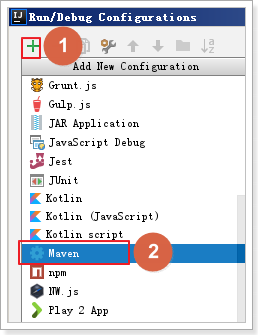 IJ Run/Debug Configurations
1
Add New Configuration
Grunt.js
Gulp.js
JAR Application
JavaScript Debug
Jest
JUnit
Kotlin
Kotlin (JavaScript)
Kotlin script
Maven
2
npm
NW.js
Play 2 App